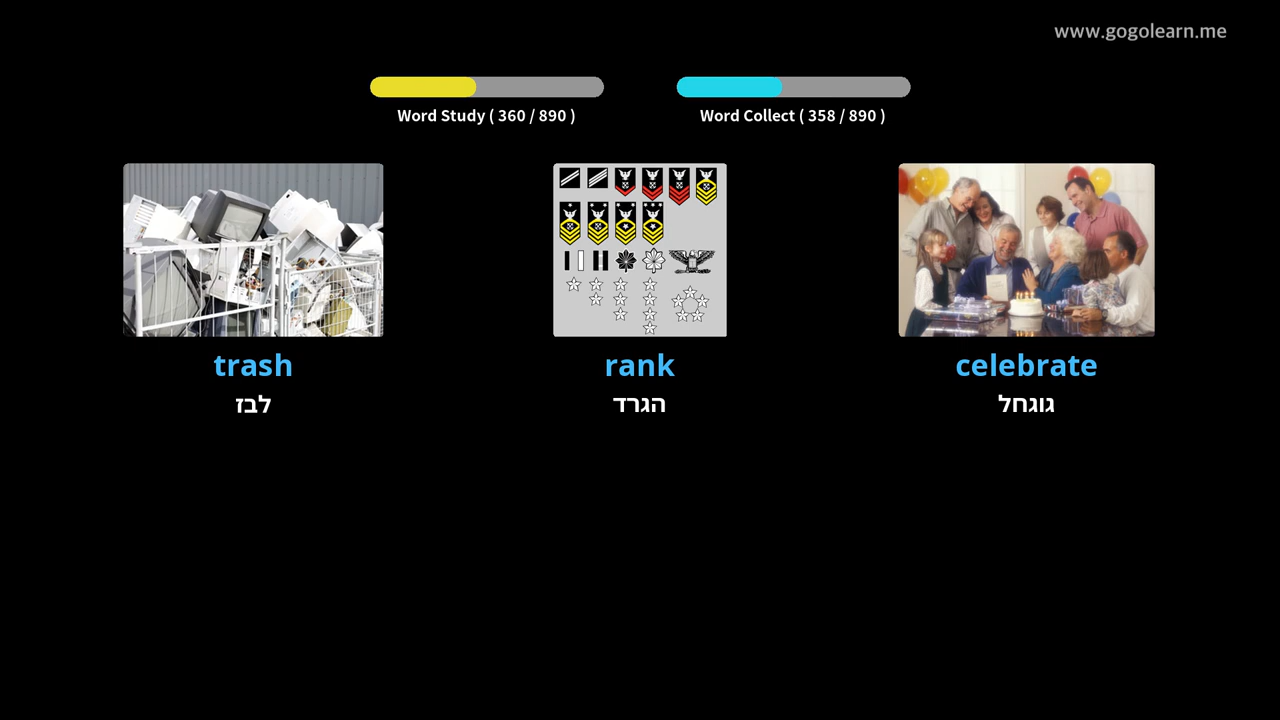 www.gogolearn.me
Word Study ( 360 / 890 )
Word Collect ( 358 / 890 )
trash
לבז
rank
הגרד
celebrate
גוגחל